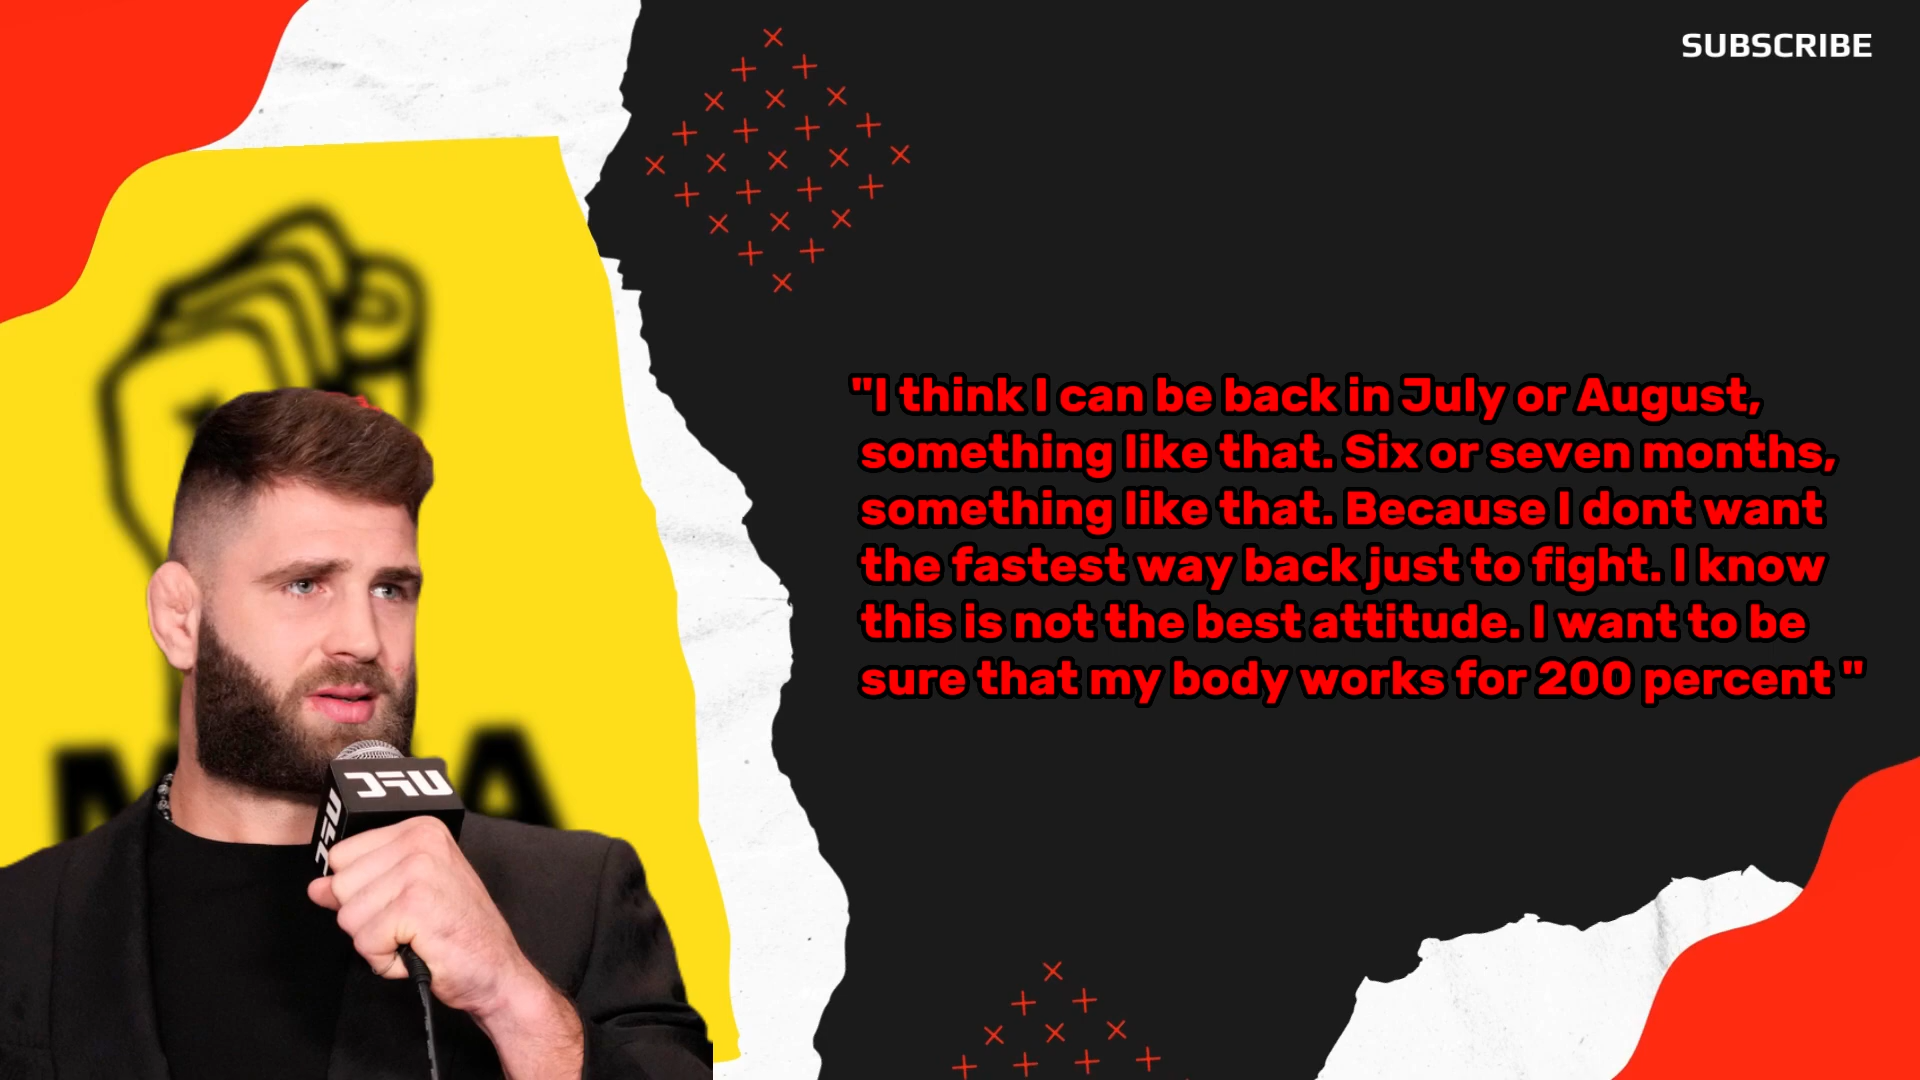 SUBSCRIBE
"I think I can be back in July or August,
something like that. Six or seven months,
something like that. Because I dont want
the fastest way back just to fight. I know
this is not the best attitude. I want to be
sure that my body works for 200 percent "
M A
UFC
UFC